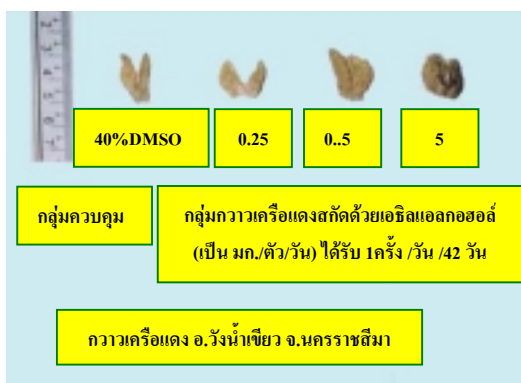 40%DMSO
0.25
0..5
5
กลุ่มควบคุม
กลุ่มกวาวเครือแดงสกัดด้วยเอธิลแอลกอฮอล์
(เป็น มก./ตัว/วัน) ได้รับ 1ครั้ง /วัน /42 วัน
กวาวเครือแดง อ.วังน้ำเขียว จ.นครราชสีมา